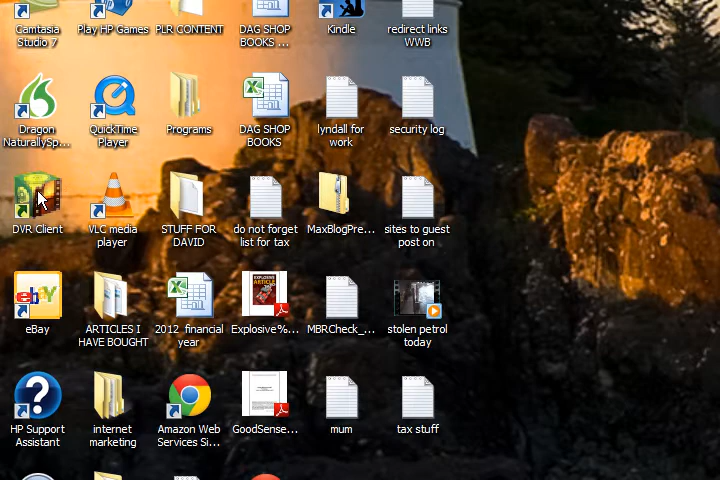 Camtasia Studio 7
Play HP Games
PLR CONTENT
DAG SHOP BOOKS ...
Kindle
redirect links WWB
Dragon NaturallySp...
QuickTime Player
Programs
DAG SHOP BOOKS
lyndall for work
security log
DVR Client
VLC media player
STUFF FOR DAVID
do not forget list for tax
MaxBlogPre...
sites to guest post on
eBay
ARTICLES I HAVE BOUGHT
2012 financial year
EXPLOSIVE ARTICLE
Explosive%...
MBRCheck_...
stolen petrol today
HP Support Assistant
internet marketing
Amazon Web Services Si...
GoodSense...
mum
tax stuff